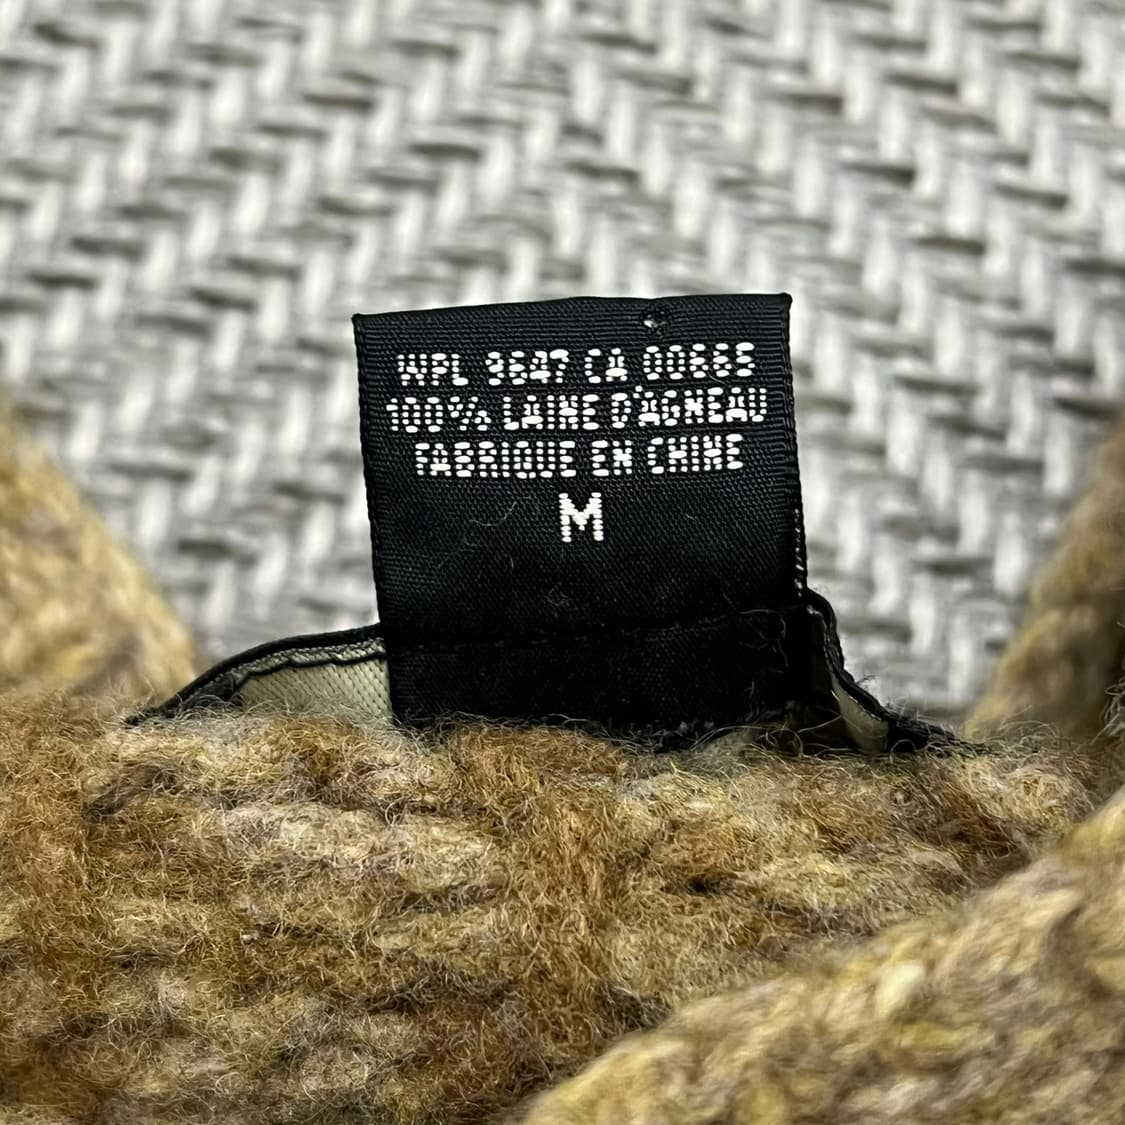 WPL 3647 CA 00665
100% LAINE D'AGNEAU
FABRIQUE EN CHINE
M